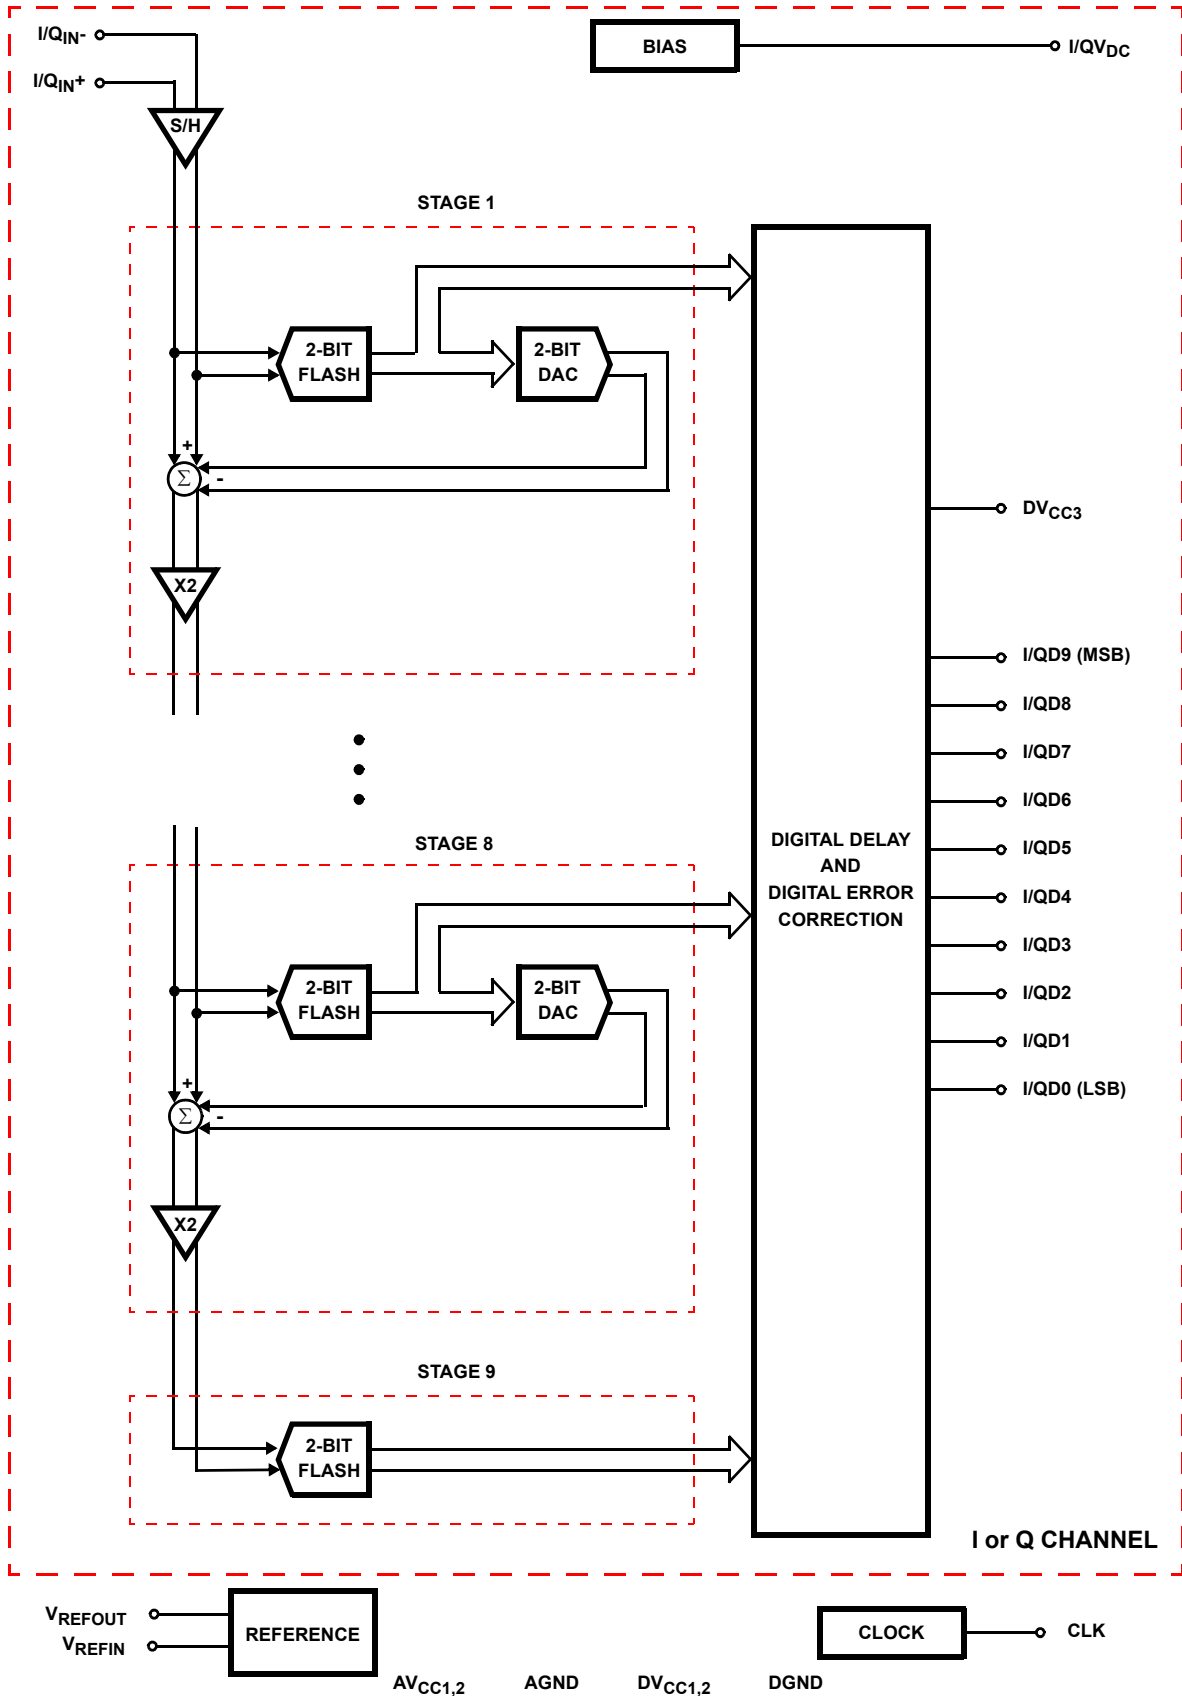 I/QIN-
BIAS
I/QVDC
I/QIN+
S/H
STAGE 1
2-BIT
FLASH
2-BIT
DAC
+
Σ
-
X2
DVCC3
I/QD9 (MSB)
I/QD8
I/QD7
I/QD6
I/QD5
I/QD4
I/QD3
I/QD2
I/QD1
I/QD0 (LSB)
DIGITAL DELAY
AND
DIGITAL ERROR
CORRECTION
STAGE 8
2-BIT
FLASH
2-BIT
DAC
+
Σ
-
X2
STAGE 9
2-BIT
FLASH
I or Q CHANNEL
VREFOUT
VREFIN
REFERENCE
CLOCK
CLK
AVCC1,2
AGND
DVCC1,2
DGND